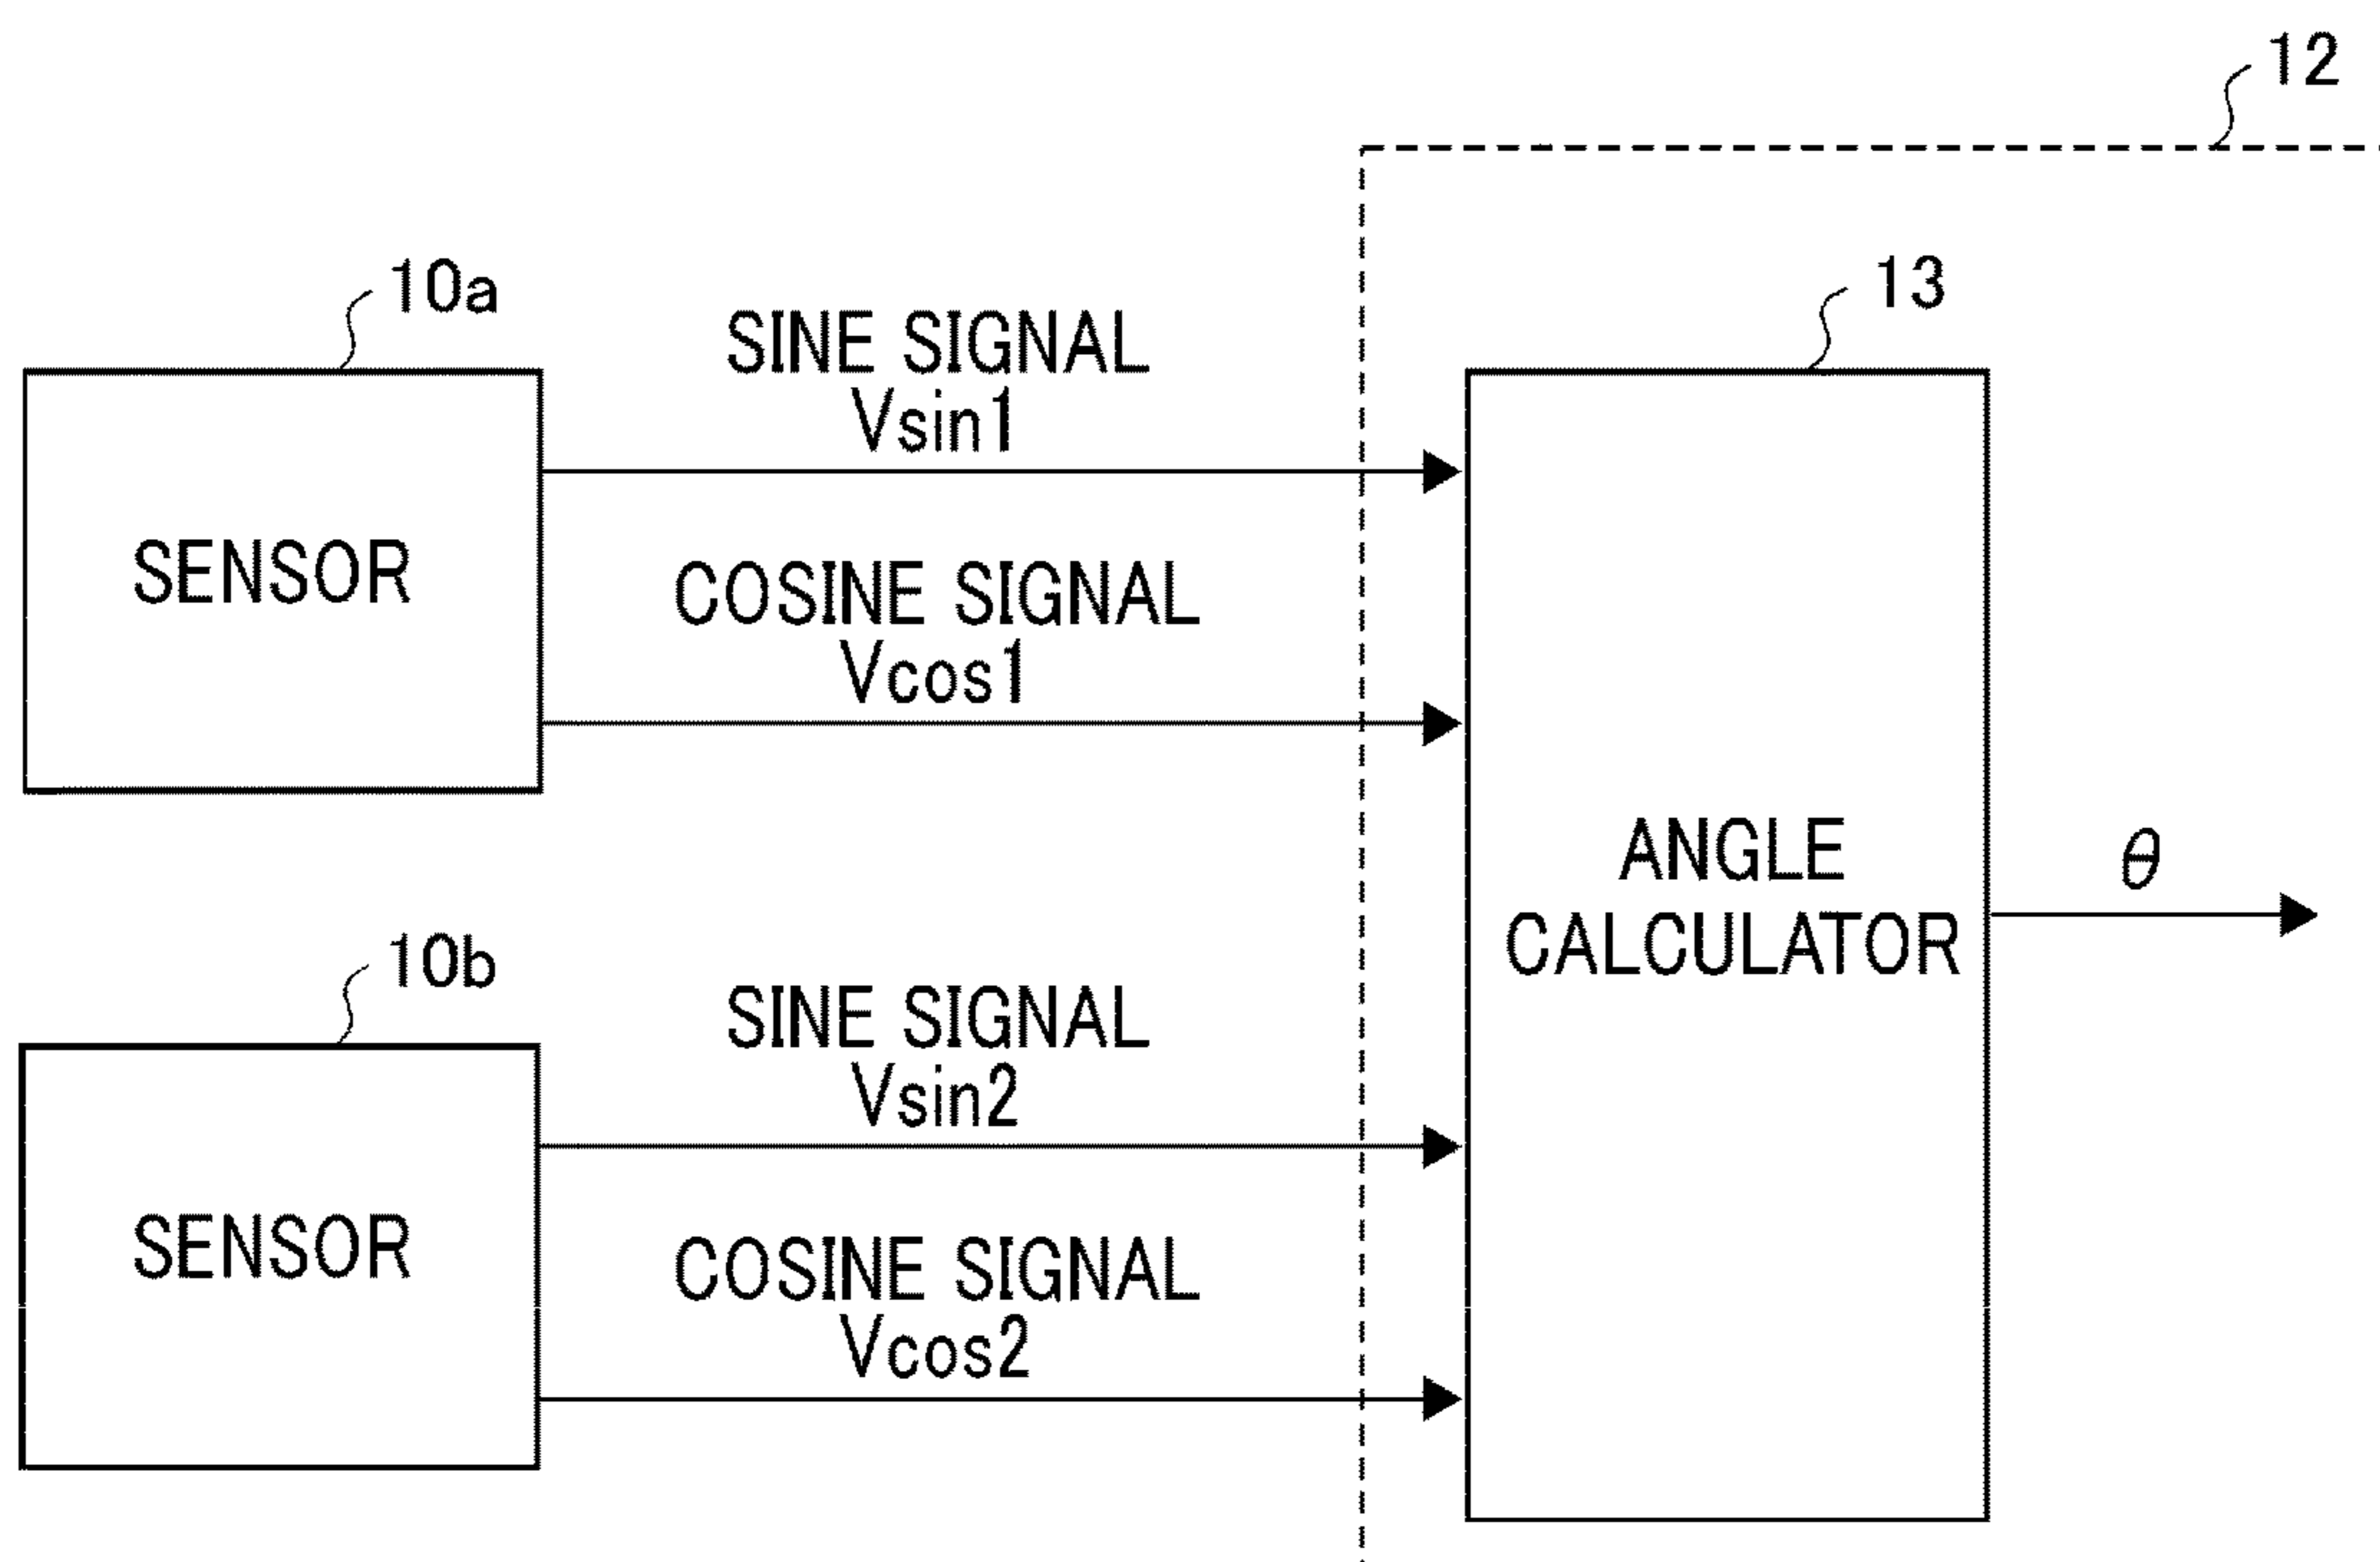 12
10a
13
SINE SIGNAL
Vsin1
SENSOR
COSINE SIGNAL
Vcos1
ANGLE
CALCULATOR
θ
10b
SINE SIGNAL
Vsin2
SENSOR
COSINE SIGNAL
Vcos2